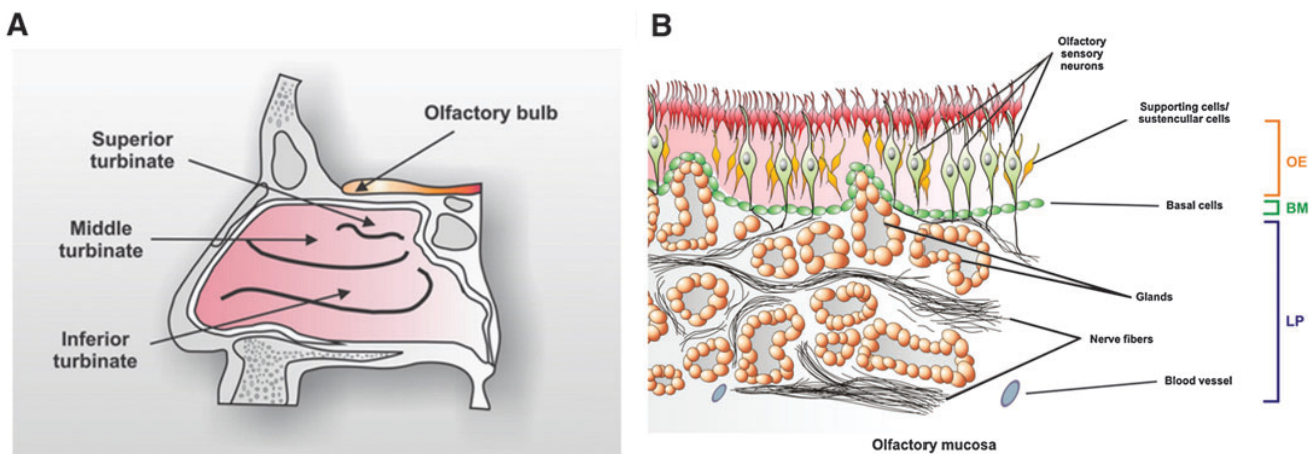 A
Olfactory bulb
Superior
turbinate
Middle
turbinate
Inferior
turbinate
B
Olfactory
sensory
neurons
Supporting cells/
sustencullar cells
OE
Basal cells
BM
Glands
LP
Nerve fibers
Blood vessel
Olfactory mucosa